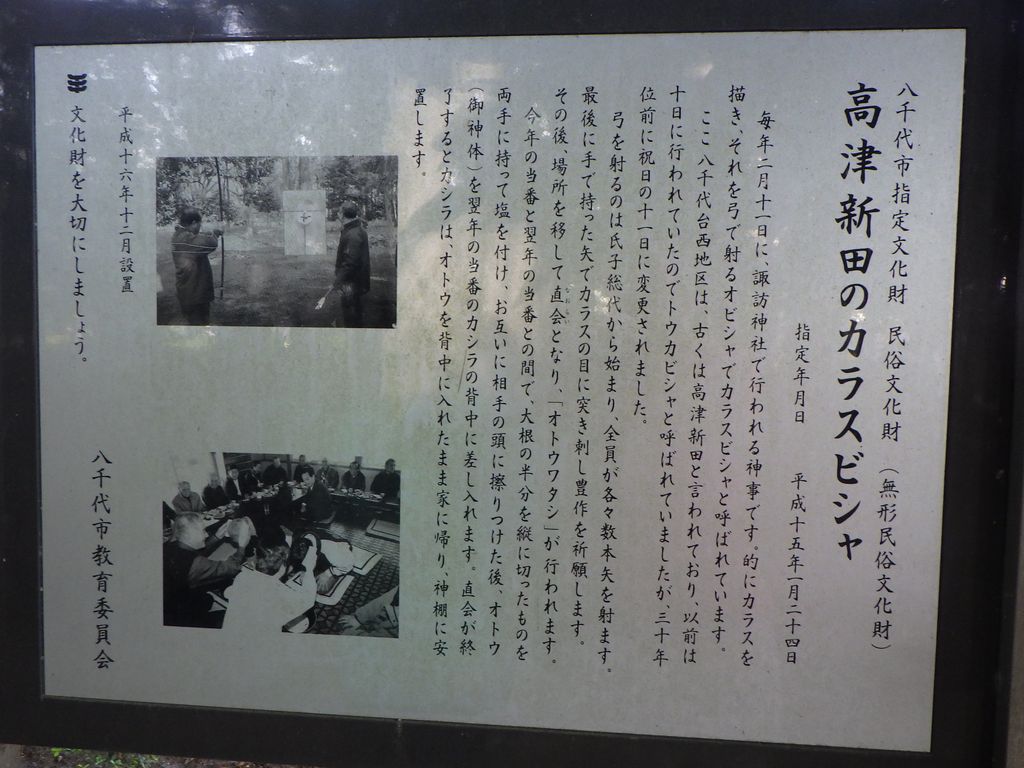 八千代市指定文化財　民俗文化財　（無形民俗文化財）
高津新田のカラスビシャ
指定年月日　平成十五年一月二十四日
毎年二月十一日に、諏訪神社で行われる神事です。的にカラスを
描き、それを弓で射るオビシャでカラスビシャと呼ばれています。
ここ八千代台西地区は、古くは高津新田と言われており、以前は
十日に行われていたのでトウカビシャと呼ばれていましたが、三十年
位前に祝日の十一日に変更されました。
弓を射るのは氏子総代から始まり、全員が各々数本矢を射ます。
最後に手で持った矢でカラスの目に突き刺し豊作を祈願します。
その後、場所を移して直会となり、「オトウワタシ」が行われます。
今年の当番と翌年の当番との間で、大根の半分を縦に切ったものを
両手に持って塩を付け、お互いに相手の頭に擦りつけた後、オトウ
（御神体）を翌年の当番のカシラの背中に差し入れます。直会が終
了するとカシラは、オトウを背中に入れたまま家に帰り、神棚に安
置します。
平成十六年十二月設置
文化財を大切にしましょう。
八千代市教育委員会